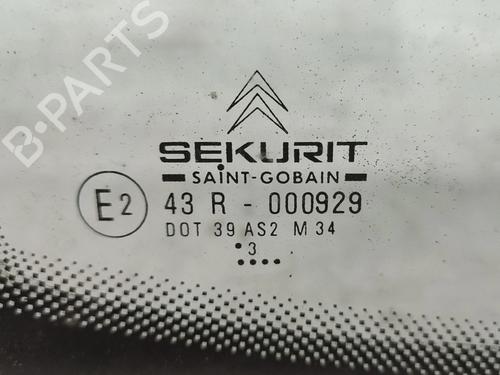 B-PARTS
SEKURIT
SAINT-GOBAIN
E2 43 R - 000929
DOT 39 AS2 M 34
3